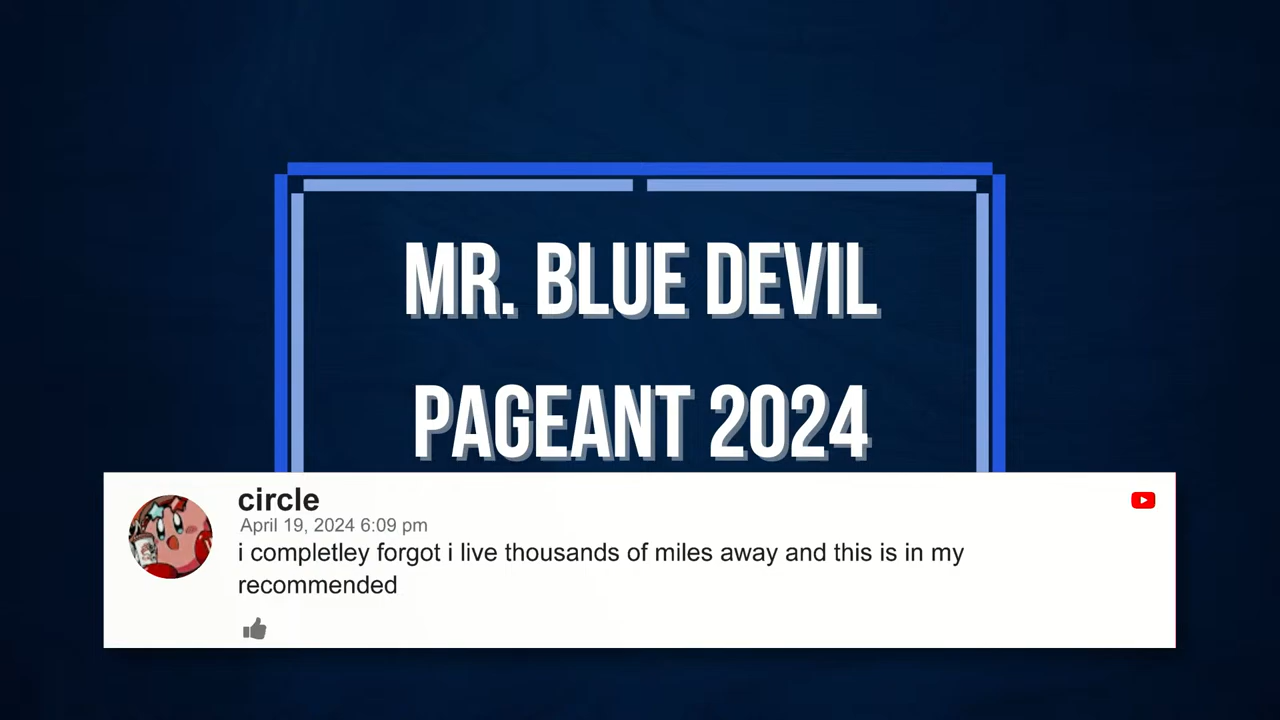 MR. BLUE DEVIL
PAGEANT 2024
circle
April 19, 2024 6:09 pm
i completley forgot i live thousands of miles away and this is in my
recommended